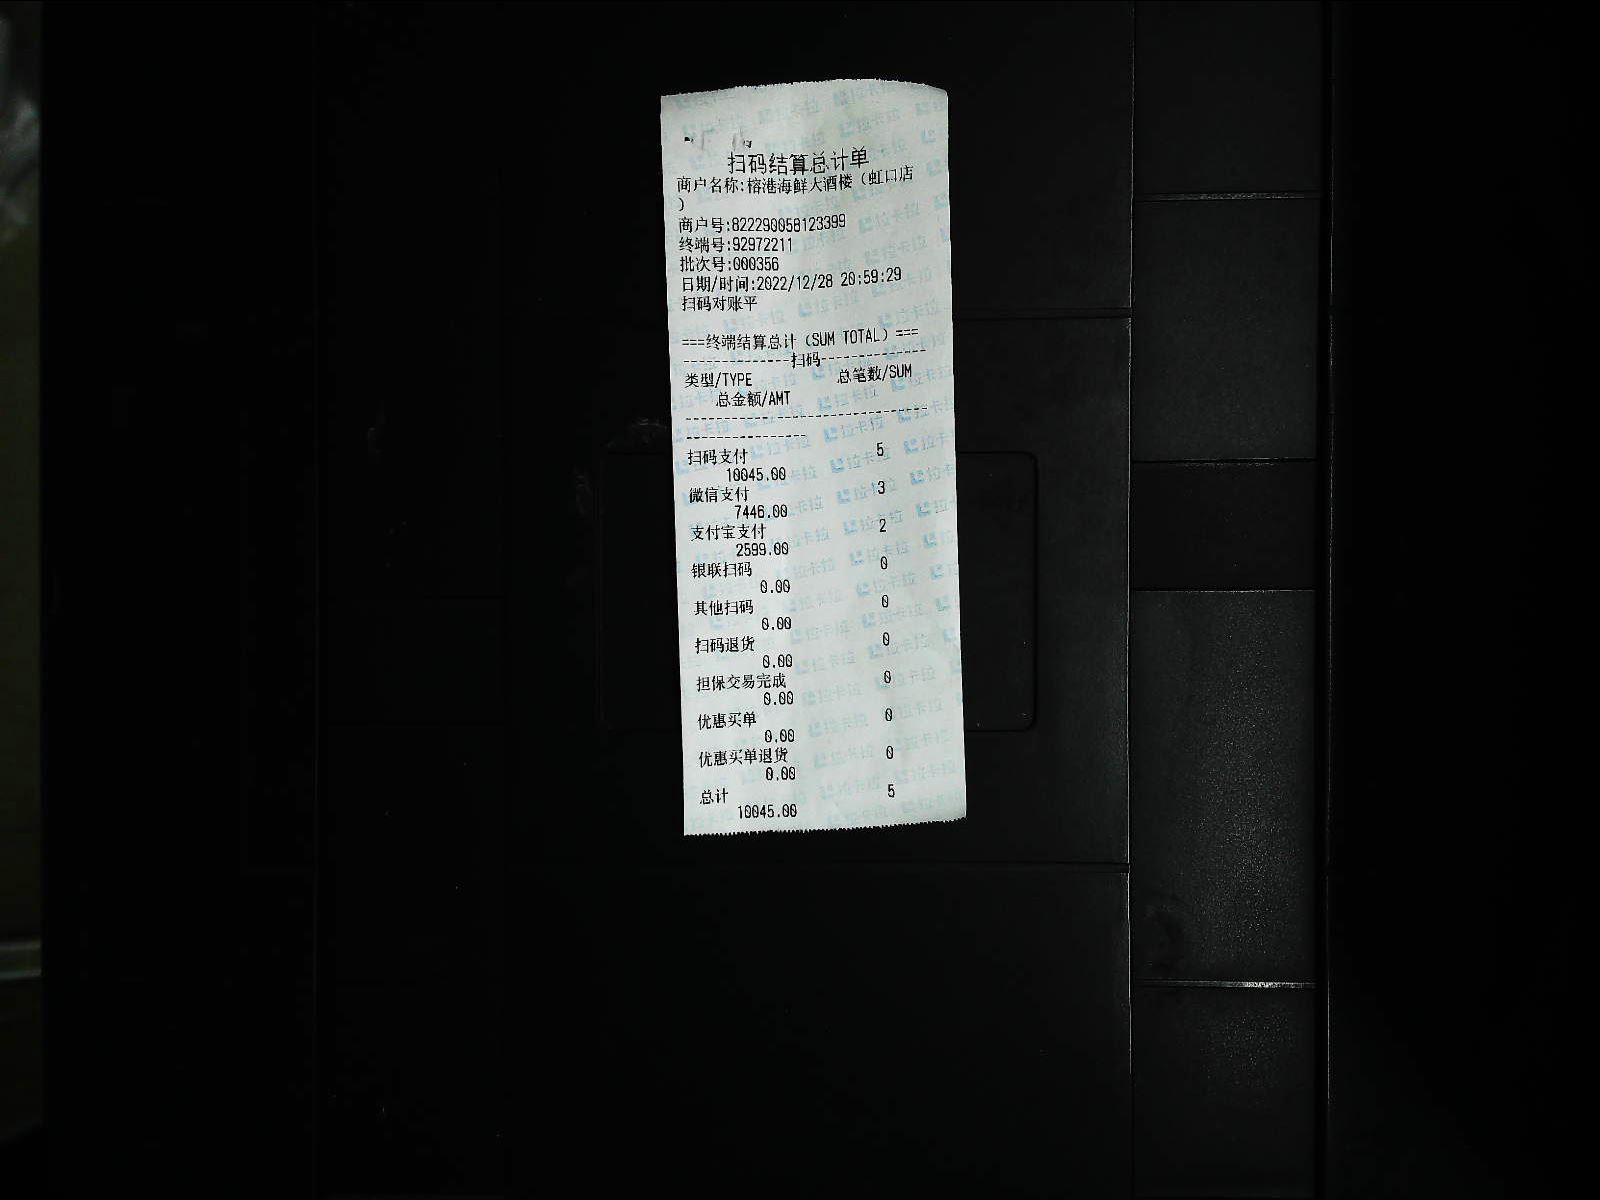 扫码结算总计单
商户名称:榕港海鲜大酒楼（虹口店
）
商户号:822290058123399
终端号:92972211
批次号:000356
日期/时间:2022/12/28 20:59:29
扫码对账平
===终端结算总计（SUM TOTAL）===
--------------扫码--------------
类型/TYPE 总笔数/SUM
总金额/AMT
扫码支付 5
10045.00
微信支付 3
7446.00
支付宝支付 2
2599.00
银联扫码 0
0.00
其他扫码 0
0.00
扫码退货 0
0.00
担保交易完成 0
0.00
优惠买单 0
0.00
优惠买单退货 0
0.00
总计 5
10045.00